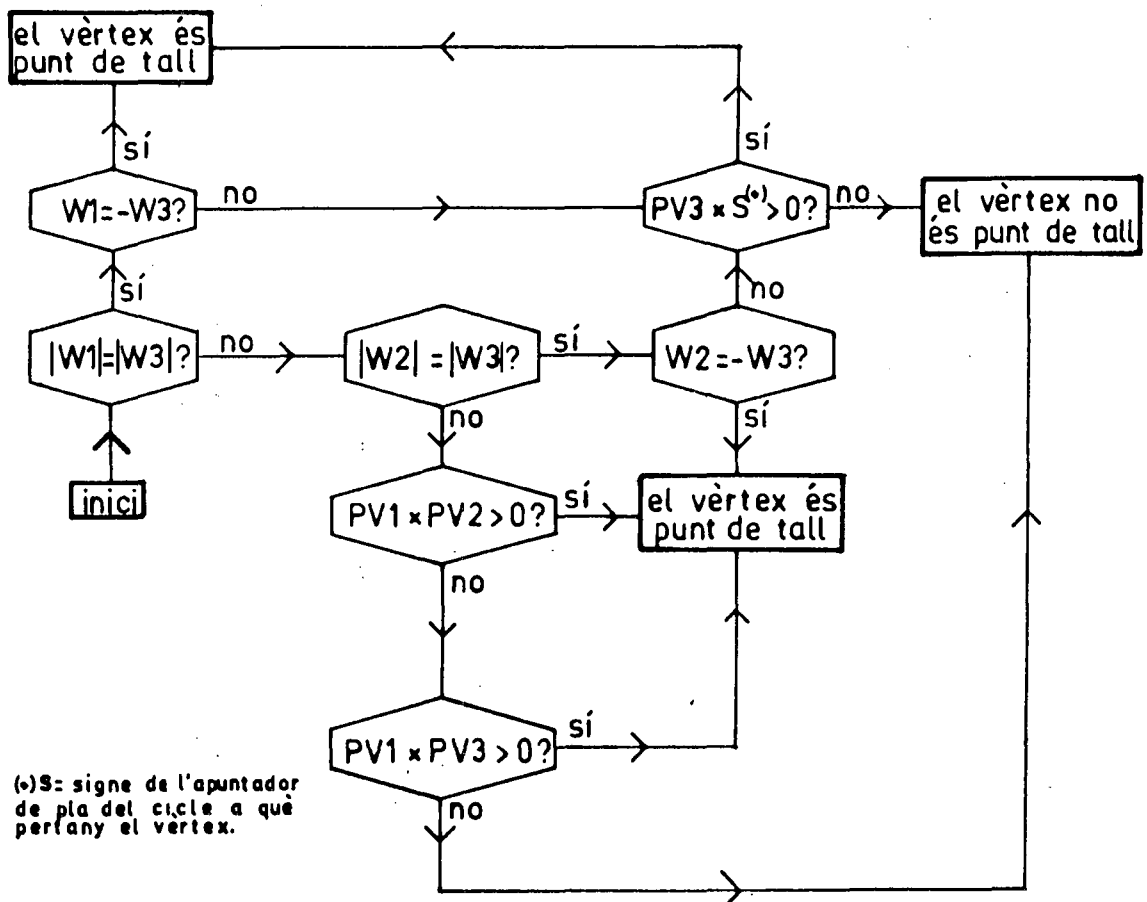 el vèrtex és
punt de tall
sí
sí
W1=-W3?
no
PV3 × S(•) > 0?
no
el vèrtex no
és punt de tall
sí
no
|W1|=|W3|?
no
|W2| =|W3|?
sí
W2=-W3?
no
sí
inici
PV1 × PV2 > 0?
sí
el vèrtex és
punt de tall
no
PV1 × PV3 > 0?
sí
no
(•)S= signe de l'apuntador
de pla del cicle a què
pertany el vèrtex.